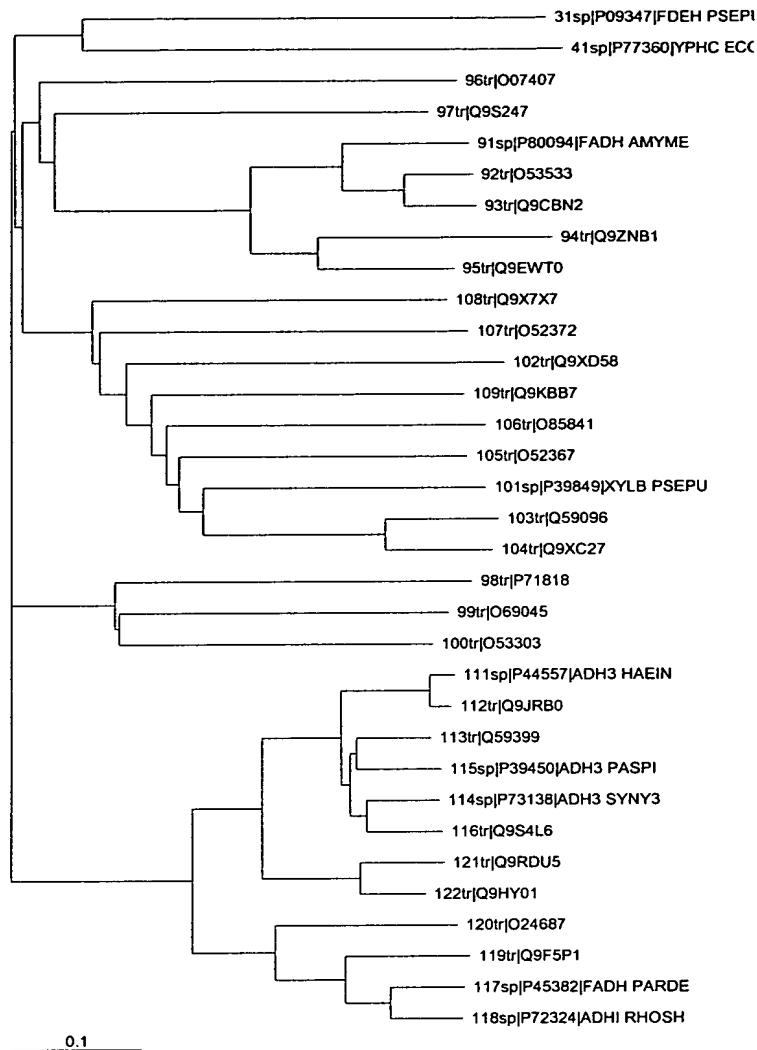 31sp|P09347|FDEH PSEPU
41sp|P77360|YPHC ECO
96tr|O07407
97tr|Q9S247
91sp|P80094|FADH AMYME
92tr|O53533
93tr|Q9CBN2
94tr|Q9ZNB1
95tr|Q9EWT0
108tr|Q9X7X7
107tr|O52372
102tr|Q9XD58
109tr|Q9KBB7
106tr|O85841
105tr|O52367
101sp|P39849|XYLB PSEPU
103tr|Q59096
104tr|Q9XC27
98tr|P71818
99tr|O69045
100tr|O53303
111sp|P44557|ADH3 HAEIN
112tr|Q9JRB0
113tr|Q59399
115sp|P39450|ADH3 PASPI
114sp|P73138|ADH3 SYNY3
116tr|Q9S4L6
121tr|Q9RDU5
122tr|Q9HY01
120tr|O24687
119tr|Q9F5P1
117sp|P45382|FADH PARDE
118sp|P72324|ADHI RHOSH
0.1